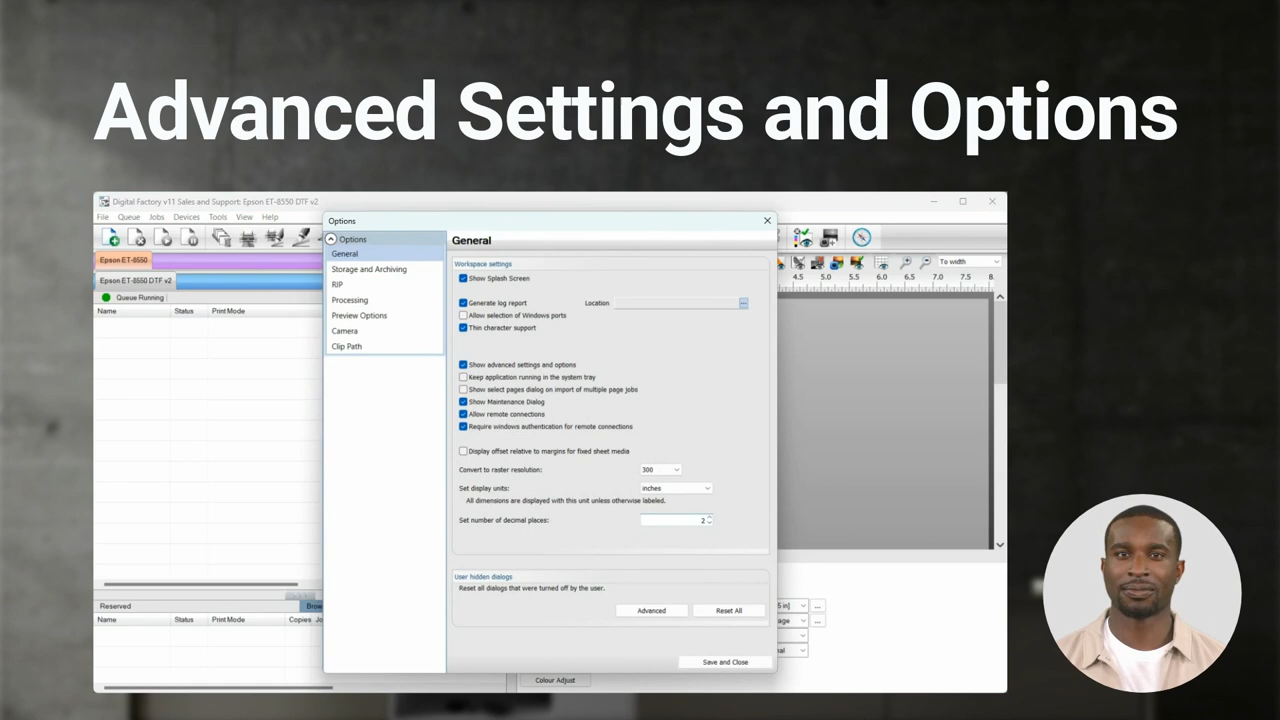 Advanced Settings and Options
Digital Factory v11 Sales and Support: Epson ET-8550 DTF v2
File Queue Jobs Devices Tools View Help
Options
Epson ET-8550
Epson ET-8550 DTF v2
Queue Running
Name Status Print Mode
To width
4.5 5.0 5.5 6.0 6.5 7.0 7.5 8.
Options
General
Storage and Archiving
RIP
Processing
Preview Options
Camera
Clip Path
General
Workspace settings
Show Splash Screen
Generate log report Location ...
Allow selection of Windows ports
Thin character support
Show advanced settings and options
Keep application running in the system tray
Show select pages dialog on import of multiple page jobs
Show Maintenance Dialog
Allow remote connections
Require windows authentication for remote connections
Display offset relative to margins for fixed sheet media
Convert to raster resolution: 300
Set display units: inches
All dimensions are displayed with this unit unless otherwise labeled.
Set number of decimal places: 2
User hidden dialogs
Reset all dialogs that were turned off by the user.
Advanced Reset All
Save and Close
Reserved Brow
Name Status Print Mode Copies Jo
5 in] ...
age ...
al
Colour Adjust